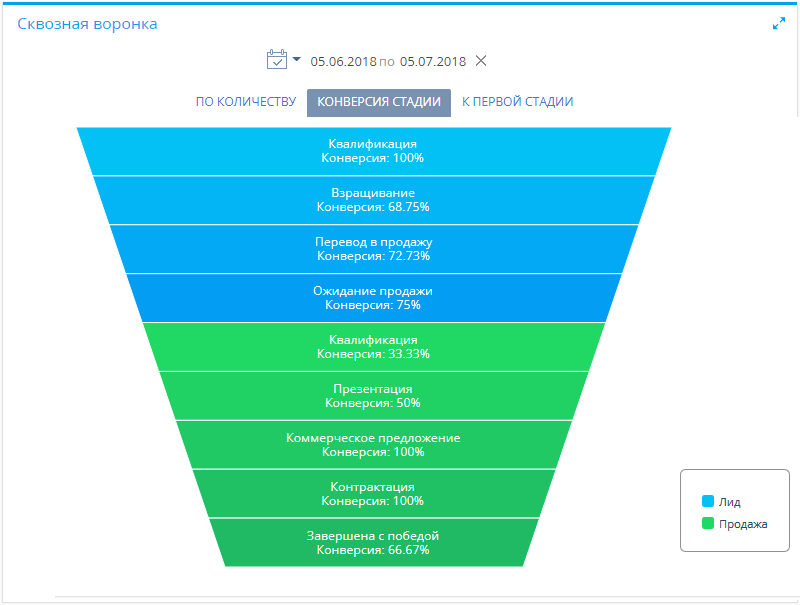 Сквозная воронка
05.06.2018 по 05.07.2018
ПО КОЛИЧЕСТВУ КОНВЕРСИЯ СТАДИИ К ПЕРВОЙ СТАДИИ
Квалификация
Конверсия: 100%
Взращивание
Конверсия: 68.75%
Перевод в продажу
Конверсия: 72.73%
Ожидание продажи
Конверсия: 75%
Квалификация
Конверсия: 33.33%
Презентация
Конверсия: 50%
Коммерческое предложение
Конверсия: 100%
Контрактация
Конверсия: 100%
Завершена с победой
Конверсия: 66.67%
Лид
Продажа